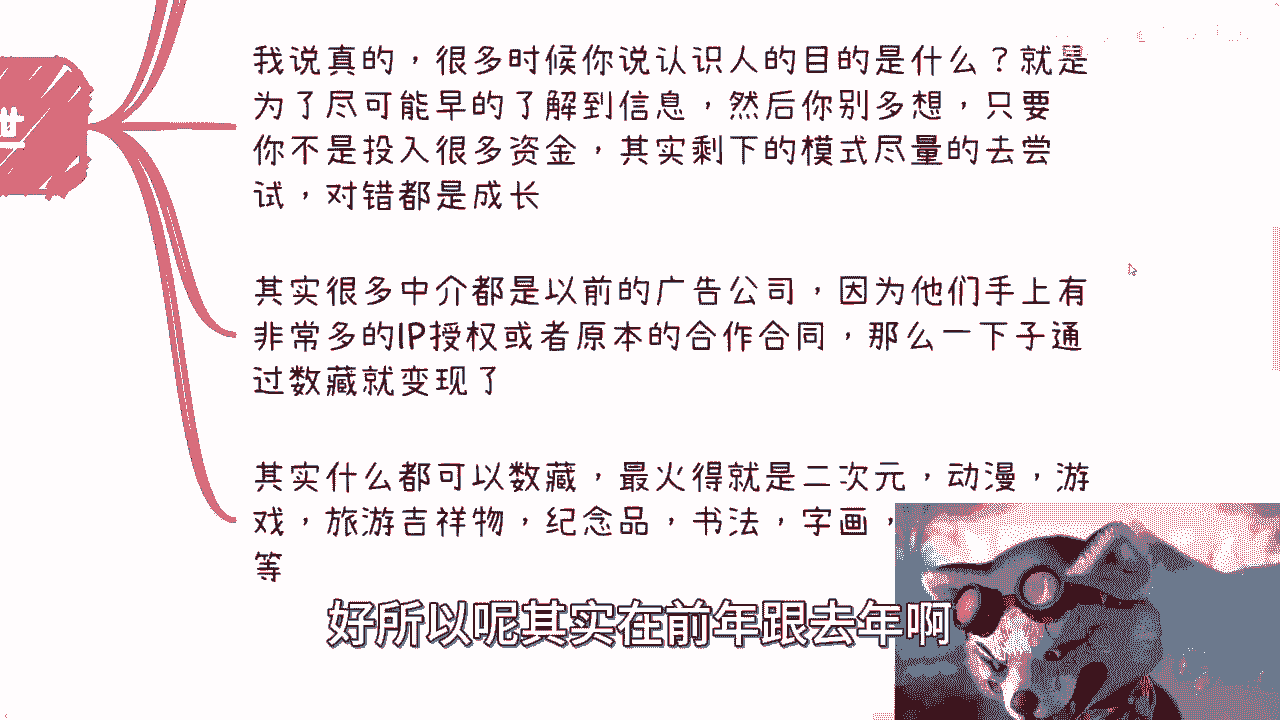 我说真的，很多时候你说认识人的目的是什么？就是
为了尽可能早的了解到信息，然后你别多想，只要
你不是投入很多资金，其实剩下的模式尽量的去尝
试，对错都是成长
其实很多中介都是以前的广告公司，因为他们手上有
非常多的IP授权或者原本的合作合同，那么一下子通
过数藏就变现了
其实什么都可以数藏，最火得就是二次元，动漫，游
戏，旅游吉祥物，纪念品，书法，字画，
等
好所以呢其实在前年跟去年啊